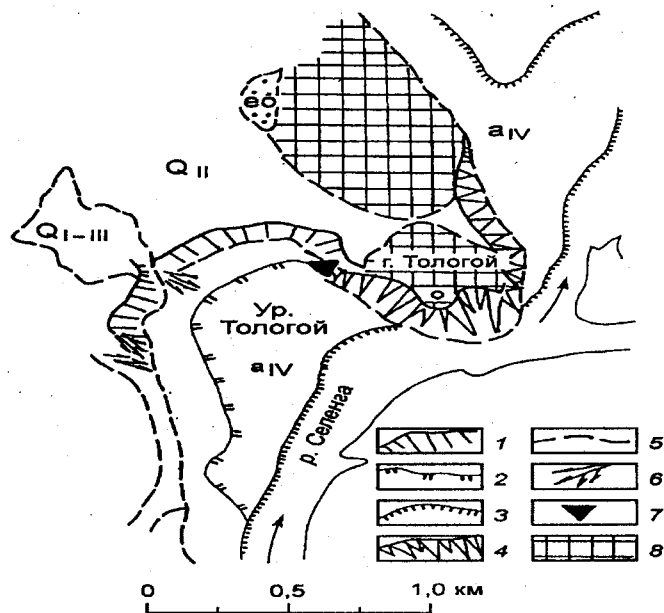 ео
a IV
Q II
Q I–III
г. Тологой
о
Ур.
Тологой
a IV
р. Селенга
1
5
2
6
3
7
4
8
0 0,5 1,0 км